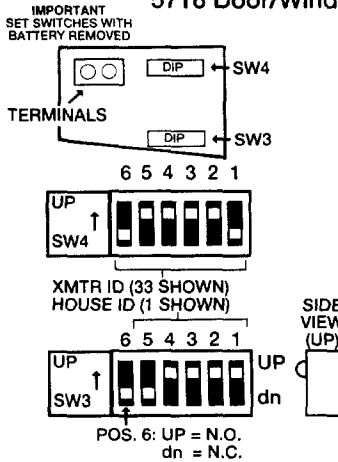 5716 Door/Wind
IMPORTANT
SET SWITCHES WITH
BATTERY REMOVED
DIP
SW4
TERMINALS
DIP
SW3
6 5 4 3 2 1
UP
SW4
XMTR ID (33 SHOWN)
HOUSE ID (1 SHOWN)
SIDE
VIEW
(UP)
6 5 4 3 2 1
UP
UP
SW3
dn
POS. 6: UP = N.O.
dn = N.C.